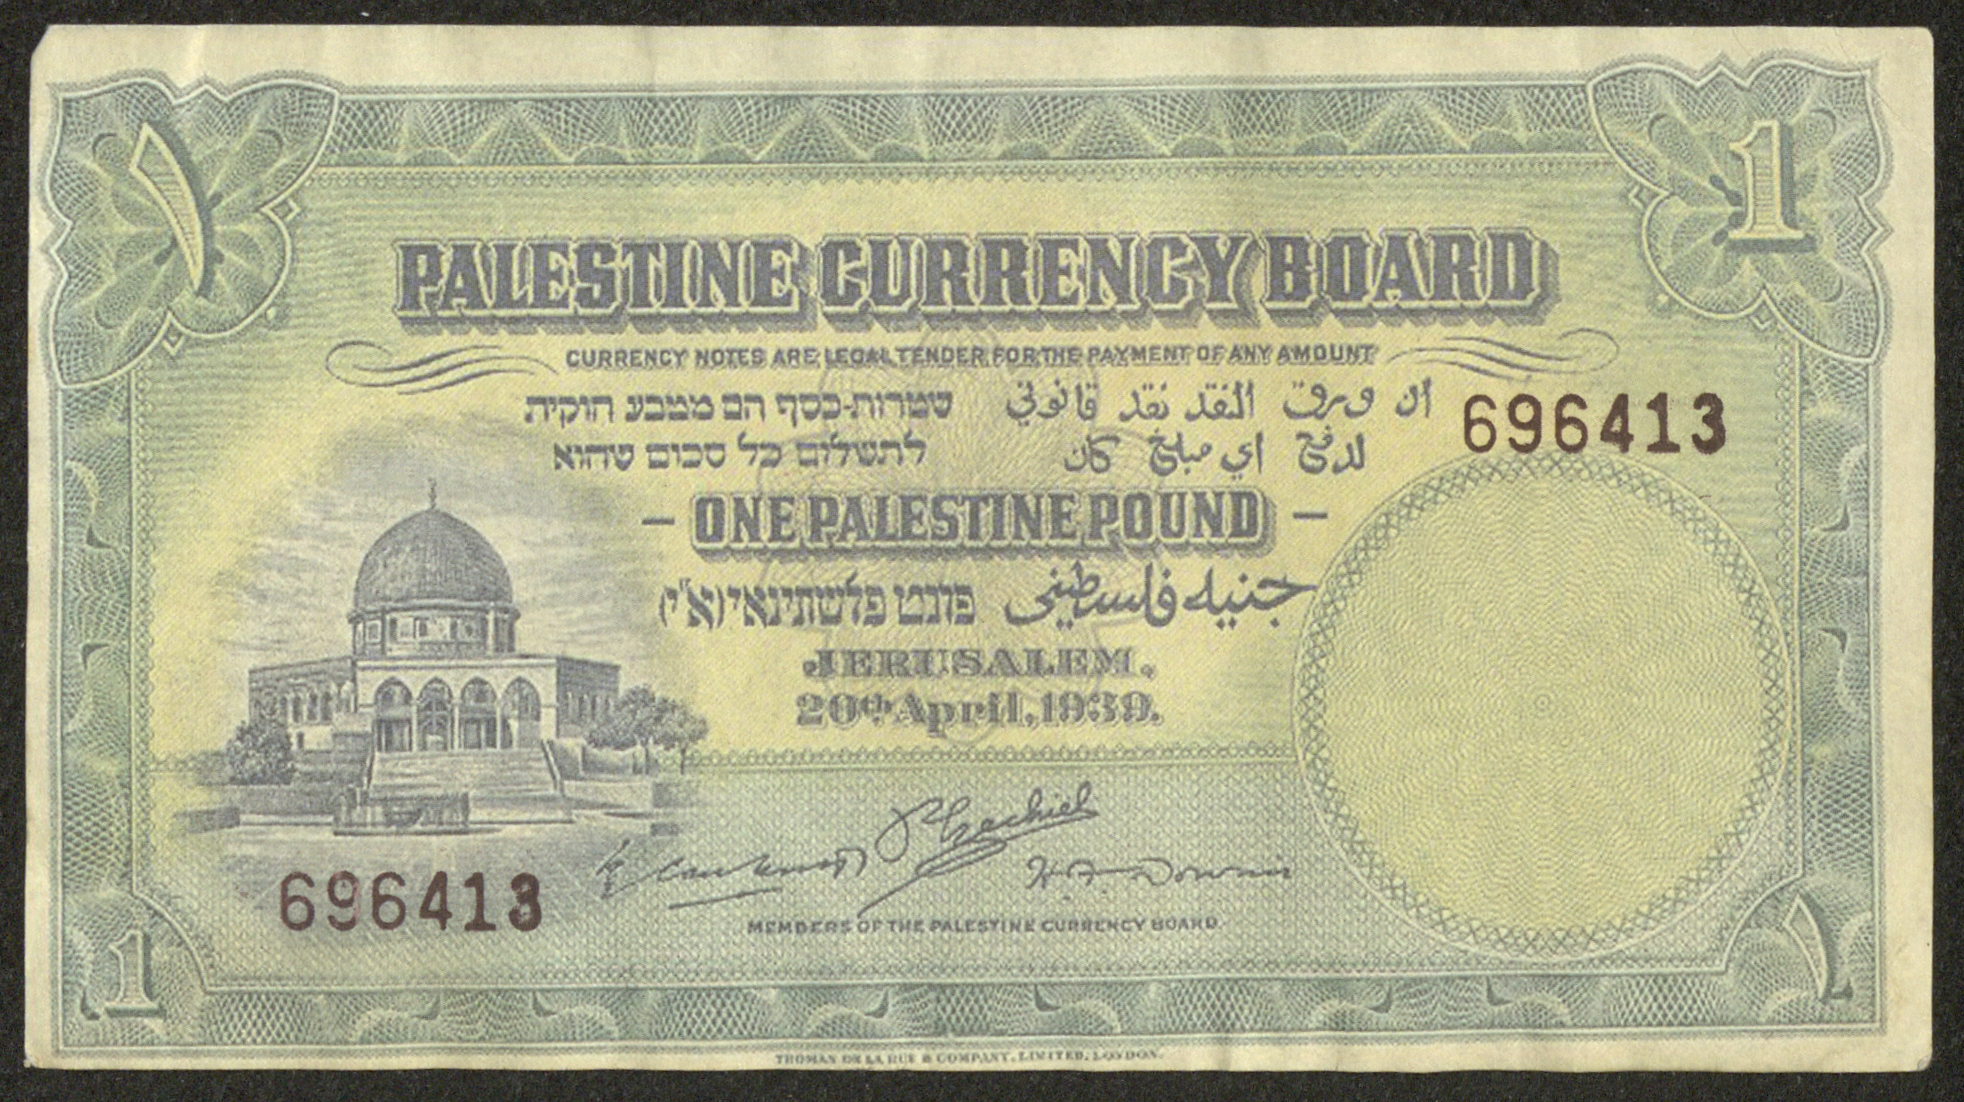 ١
1
PALESTINE CURRENCY BOARD
CURRENCY NOTES ARE LEGAL TENDER FOR THE PAYMENT OF ANY AMOUNT
שטרות-כסף הם מטבע חוקית
לתשלום כל סכום שהוא
أن ورق النقد نقد قانوني
لدفع أي مبلغ كان
696413
- ONE PALESTINE POUND -
פונט פלשתינאי (א"י)
جنيه فلسطيني
JERUSALEM,
20th April, 1939.
696413
MEMBERS OF THE PALESTINE CURRENCY BOARD.
1
١
THOMAS DE LA RUE & COMPANY, LIMITED, LONDON.